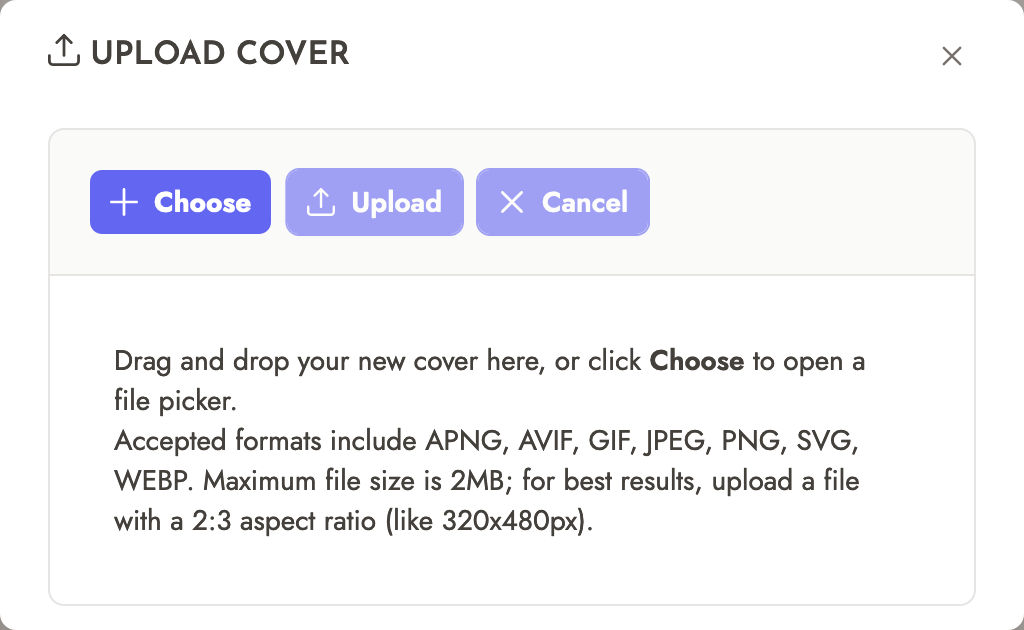 UPLOAD COVER
Choose
Upload
Cancel
Drag and drop your new cover here, or click Choose to open a
file picker.
Accepted formats include APNG, AVIF, GIF, JPEG, PNG, SVG,
WEBP. Maximum file size is 2MB; for best results, upload a file
with a 2:3 aspect ratio (like 320x480px).